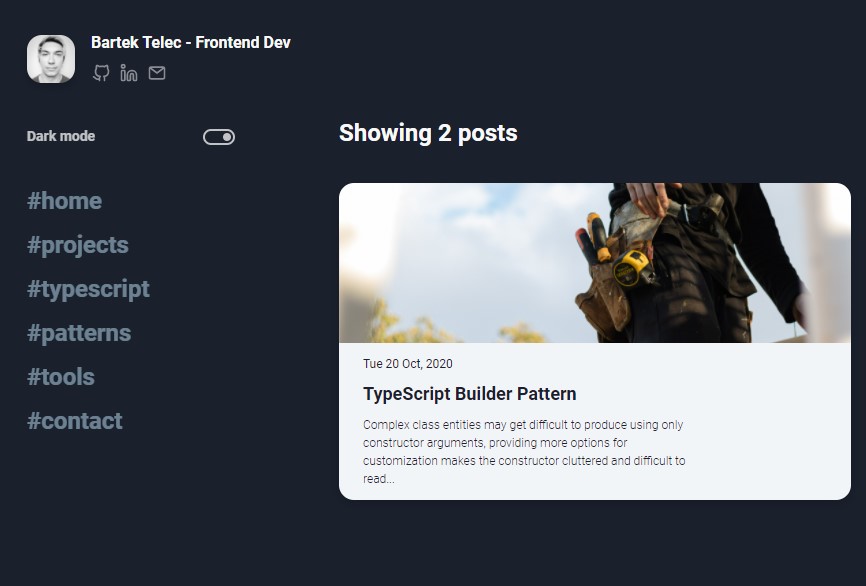 Bartek Telec - Frontend Dev
Dark mode
#home
#projects
#typescript
#patterns
#tools
#contact
Showing 2 posts
Tue 20 Oct, 2020
TypeScript Builder Pattern
Complex class entities may get difficult to produce using only
constructor arguments, providing more options for
customization makes the constructor cluttered and difficult to
read...